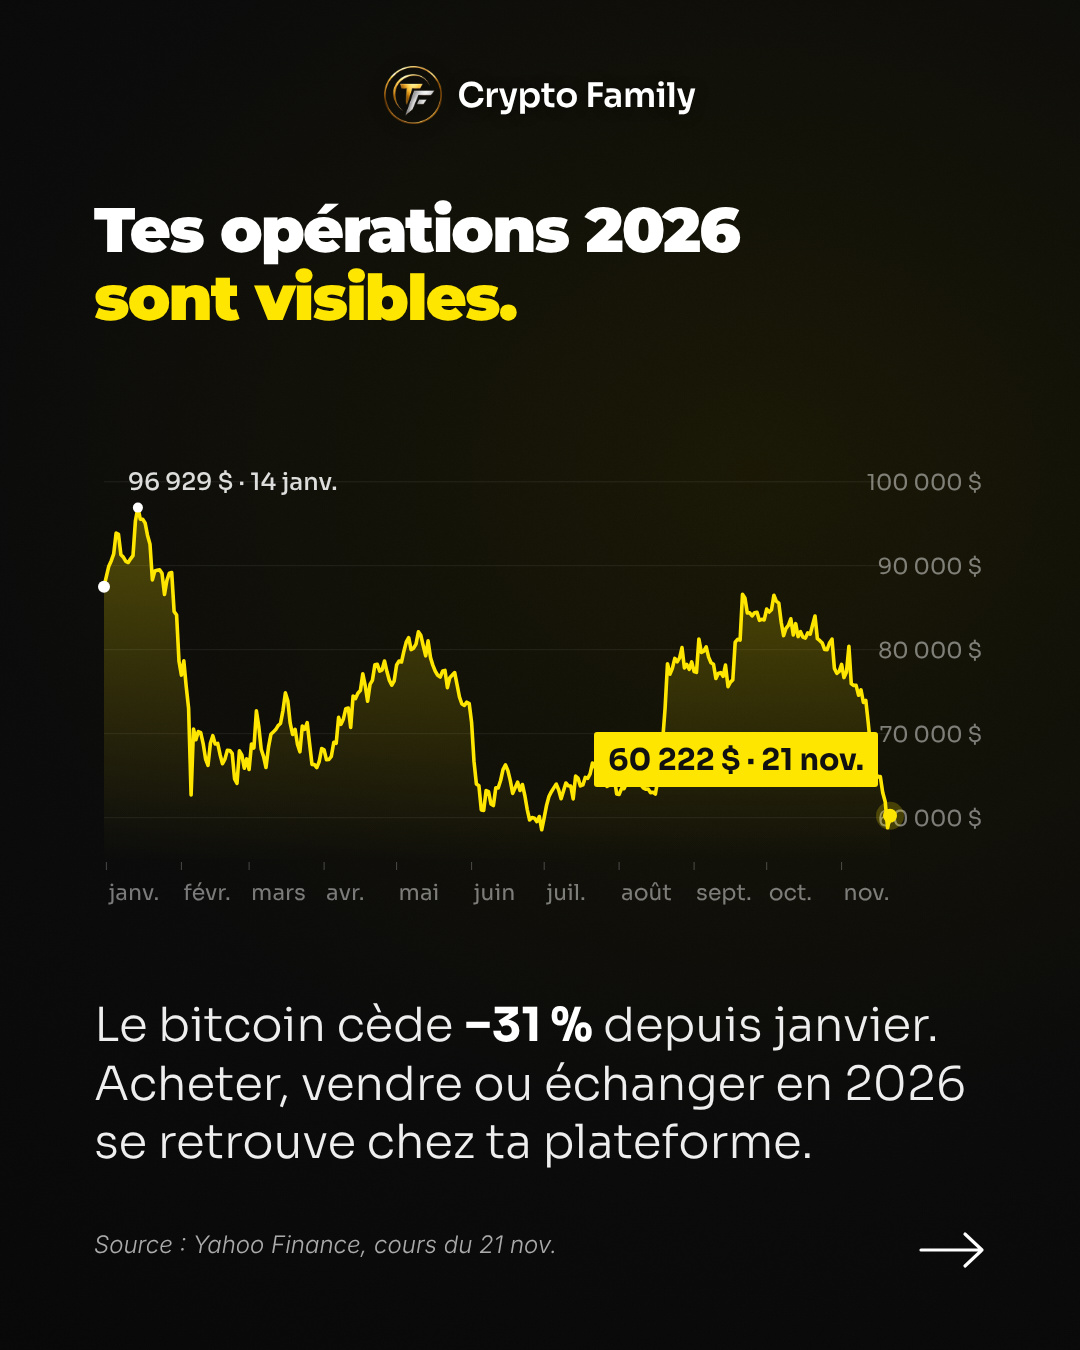 TF Crypto Family
Tes opérations 2026
sont visibles.
96 929 $ · 14 janv.
100 000 $
90 000 $
80 000 $
70 000 $
60 222 $ · 21 nov.
60 000 $
janv. févr. mars avr. mai juin juil. août sept. oct. nov.
Le bitcoin cède −31 % depuis janvier.
Acheter, vendre ou échanger en 2026
se retrouve chez ta plateforme.
Source : Yahoo Finance, cours du 21 nov.